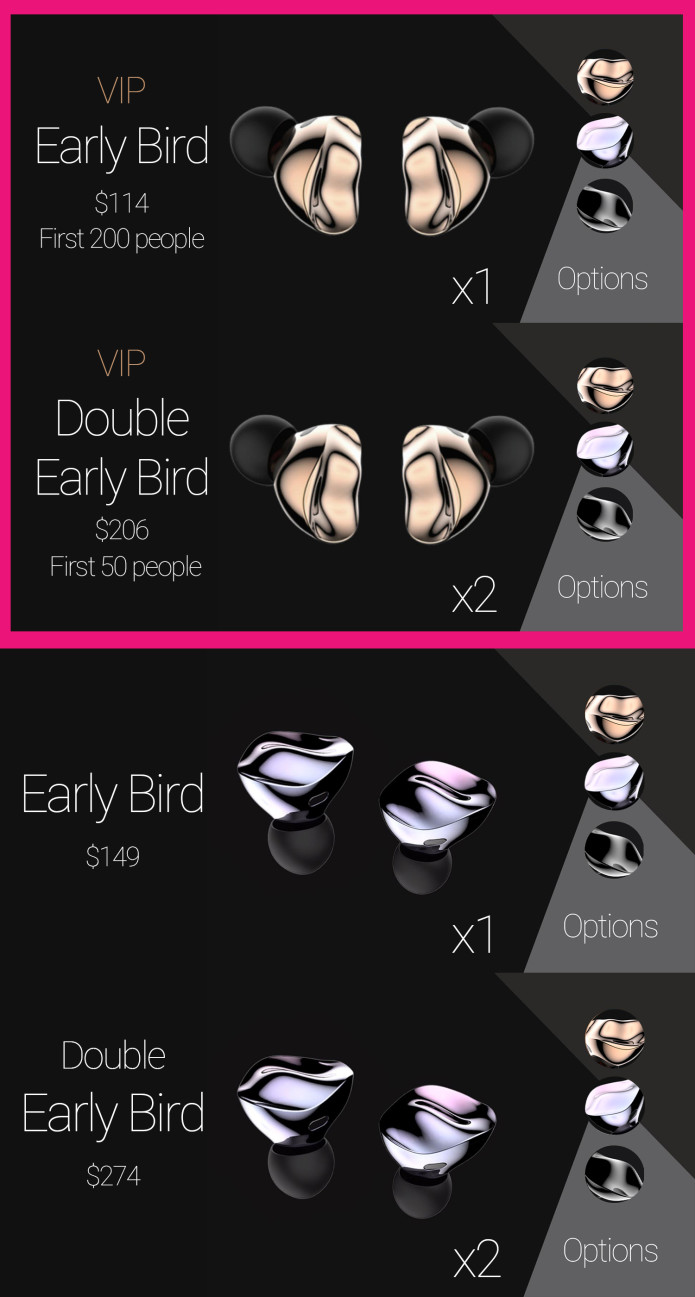 VIP
Early Bird
$114
First 200 people
x1
Options
VIP
Double
Early Bird
$206
First 50 people
x2
Options
Early Bird
$149
x1
Options
Double
Early Bird
$274
x2
Options